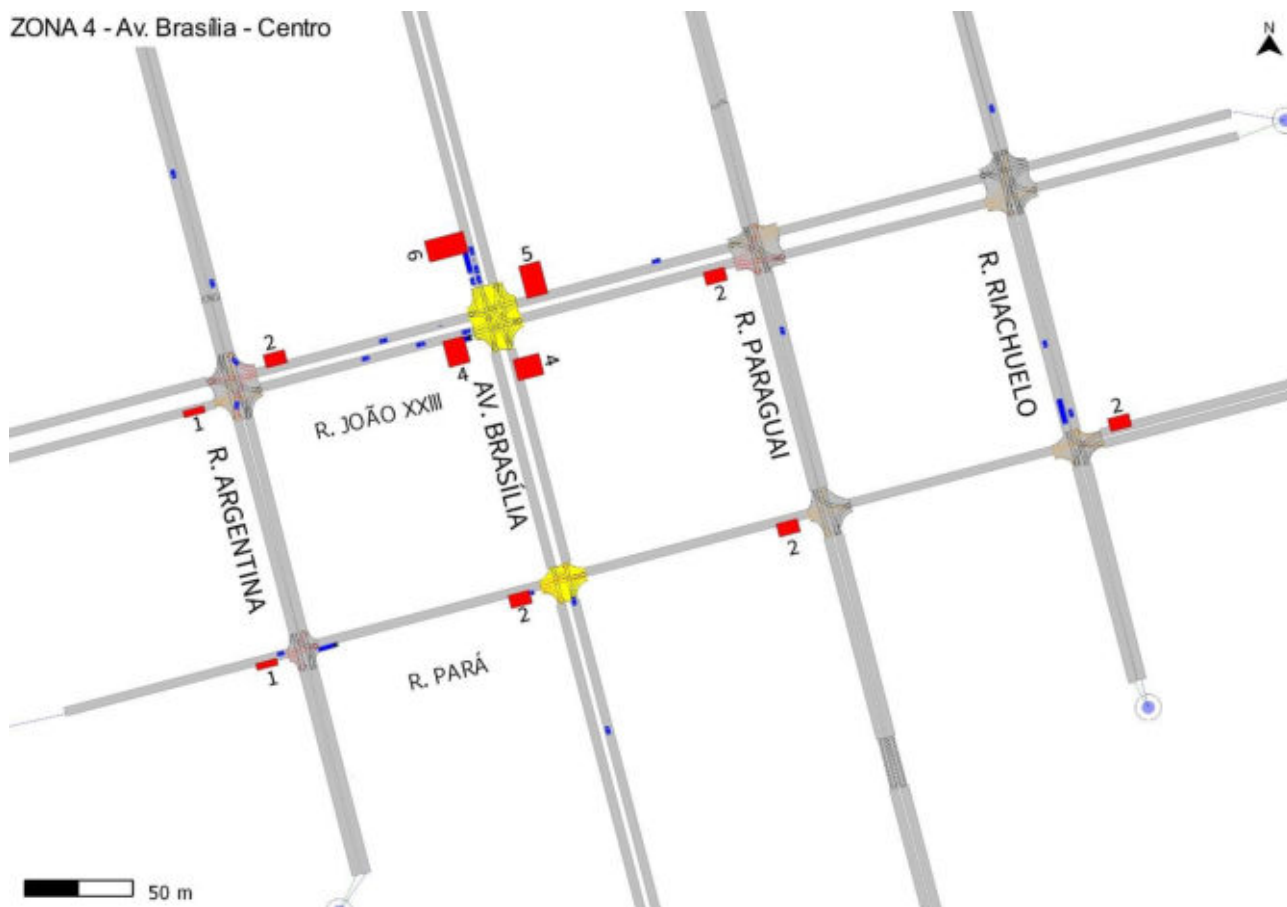 ZONA 4 - Av. Brasília - Centro
N
6
5
2
2
4
4
1
R. JOÃO XXIII
R. ARGENTINA
AV. BRASÍLIA
R. PARAGUAI
R. RIACHUELO
2
2
2
1
R. PARÁ
50 m